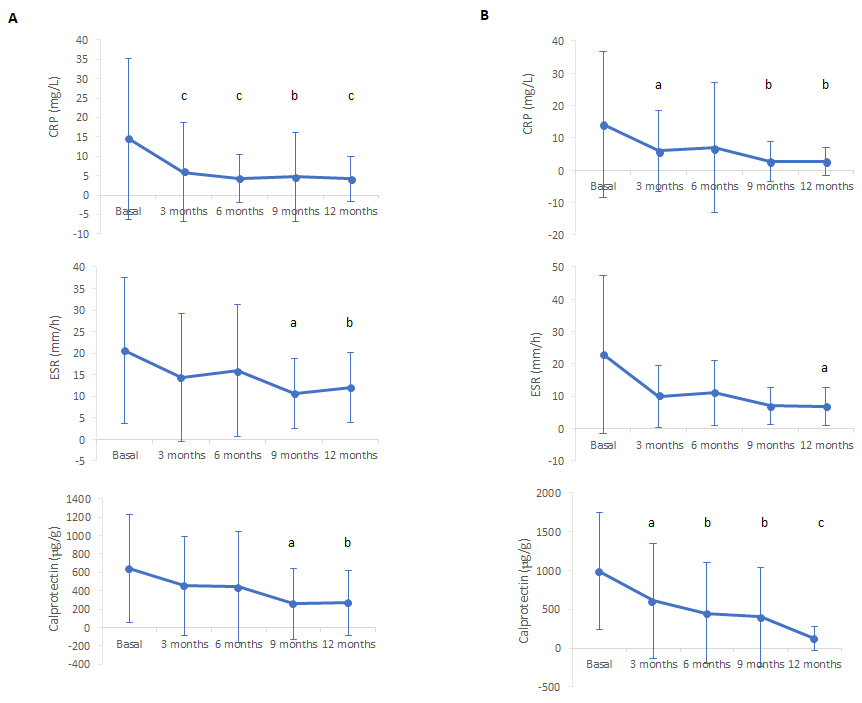 A
CRP (mg/L)
40
35
30
25
20
15
10
5
0
-5
-10
c c b c
Basal 3 months 6 months 9 months 12 months
ESR (mm/h)
40
35
30
25
20
15
10
5
0
-5
a b
Basal 3 months 6 months 9 months 12 months
Calprotectin (µg/g)
1400
1200
1000
800
600
400
200
0
-200
-400
a b
Basal 3 months 6 months 9 months 12 months
B
CRP (mg/L)
40
30
20
10
0
-10
-20
a b b
Basal 3 months 6 months 9 months 12 months
ESR (mm/h)
50
40
30
20
10
0
-10
a
Basal 3 months 6 months 9 months 12 months
Calprotectin (µg/g)
2000
1500
1000
500
0
-500
a b b c
Basal 3 months 6 months 9 months 12 months